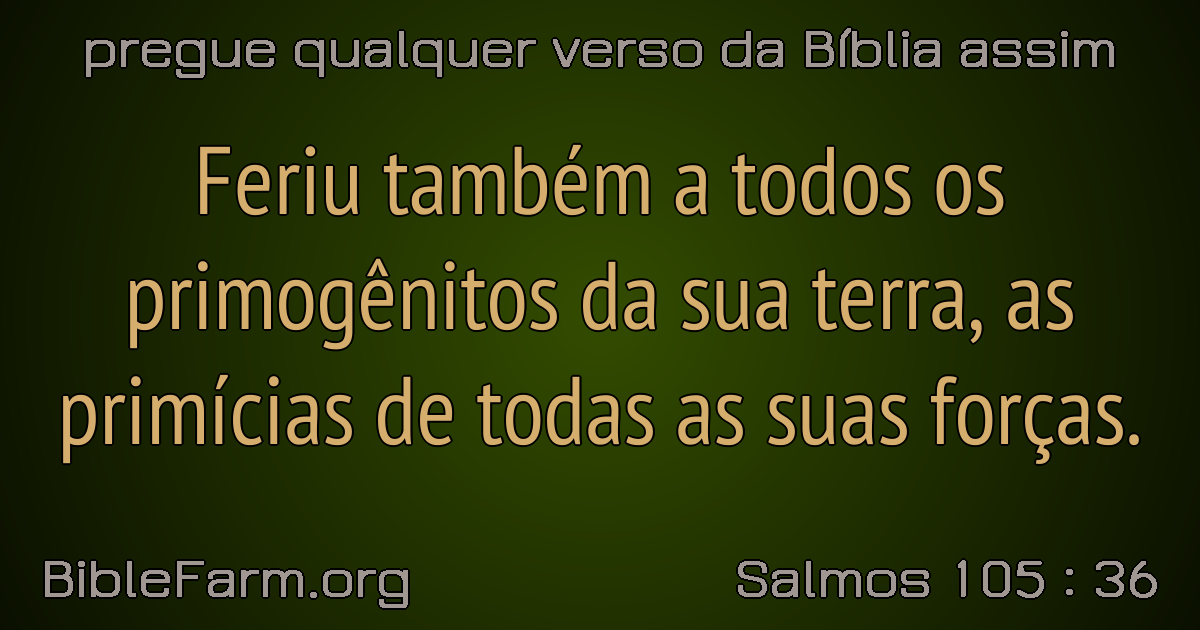 pregue qualquer verso da Bíblia assim
Feriu também a todos os
primogênitos da sua terra, as
primícias de todas as suas forças.
BibleFarm.org
Salmos 105 : 36